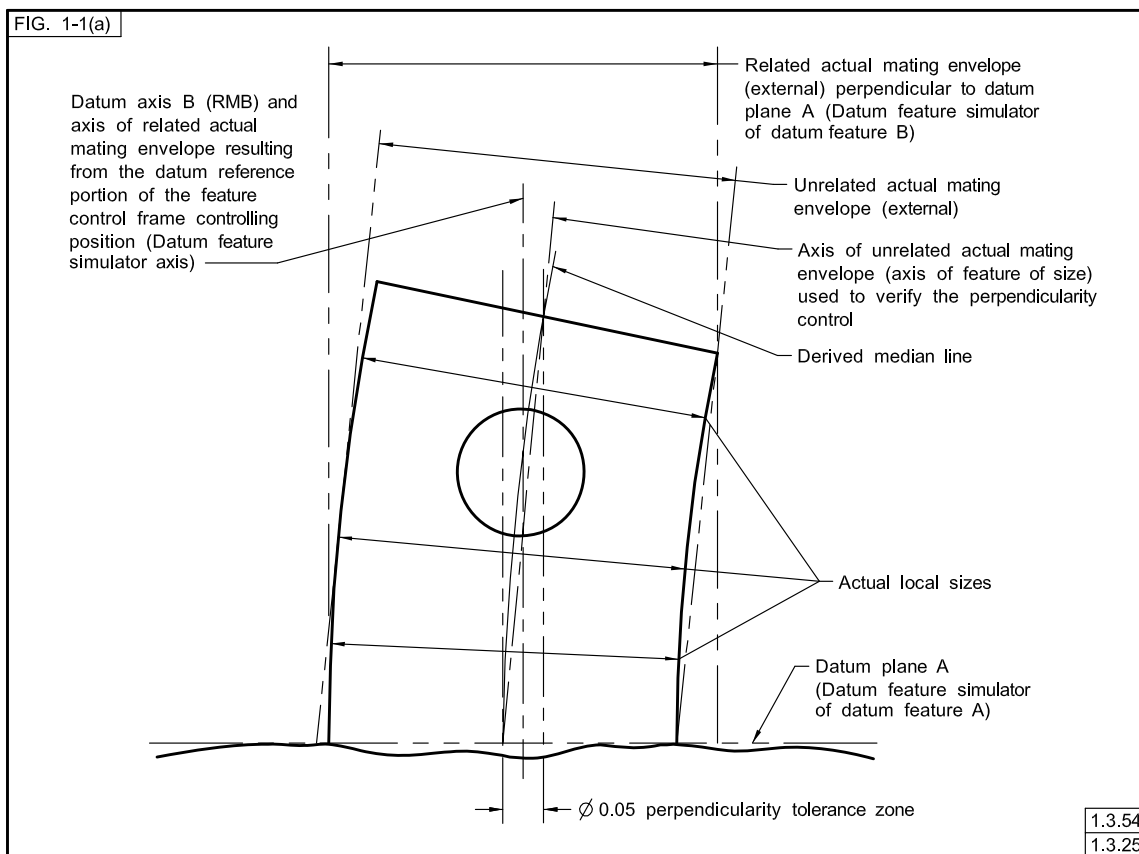 FIG. 1-1(a)
Related actual mating envelope
(external) perpendicular to datum
plane A (Datum feature simulator
of datum feature B)
Datum axis B (RMB) and
axis of related actual
mating envelope resulting
from the datum reference
portion of the feature
control frame controlling
position (Datum feature
simulator axis)
Unrelated actual mating
envelope (external)
Axis of unrelated actual mating
envelope (axis of feature of size)
used to verify the perpendicularity
control
Derived median line
Actual local sizes
Datum plane A
(Datum feature simulator
of datum feature A)
∅ 0.05 perpendicularity tolerance zone
1.3.54
1.3.25